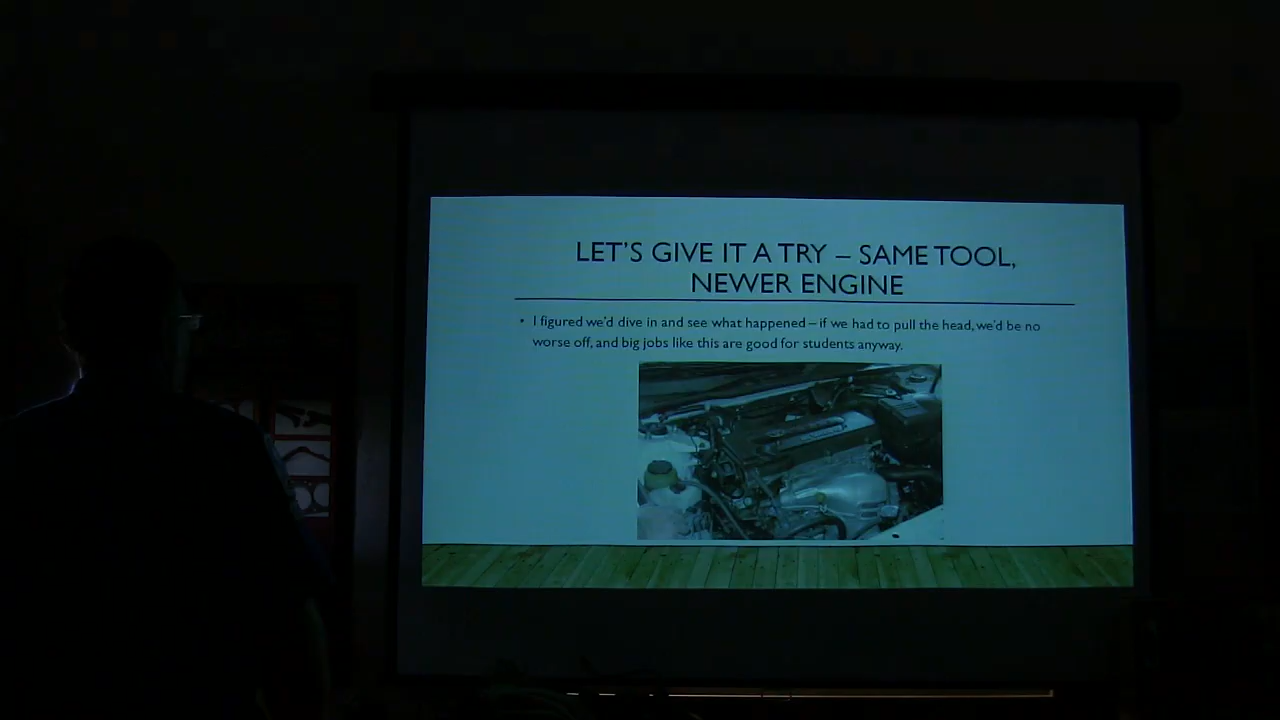 LET'S GIVE IT A TRY – SAME TOOL,
NEWER ENGINE
• I figured we'd dive in and see what happened – if we had to pull the head, we'd be no
worse off, and big jobs like this are good for students anyway.